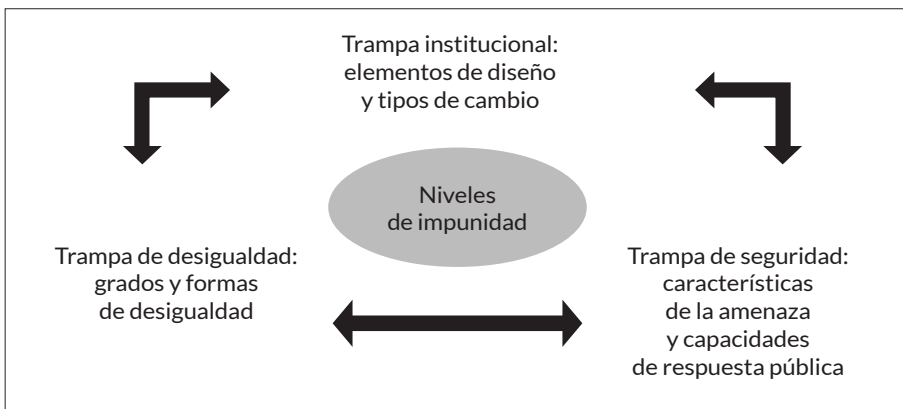 Trampa institucional:
elementos de diseño
y tipos de cambio
Niveles
de impunidad
Trampa de desigualdad:
grados y formas
de desigualdad
Trampa de seguridad:
características
de la amenaza
y capacidades
de respuesta pública